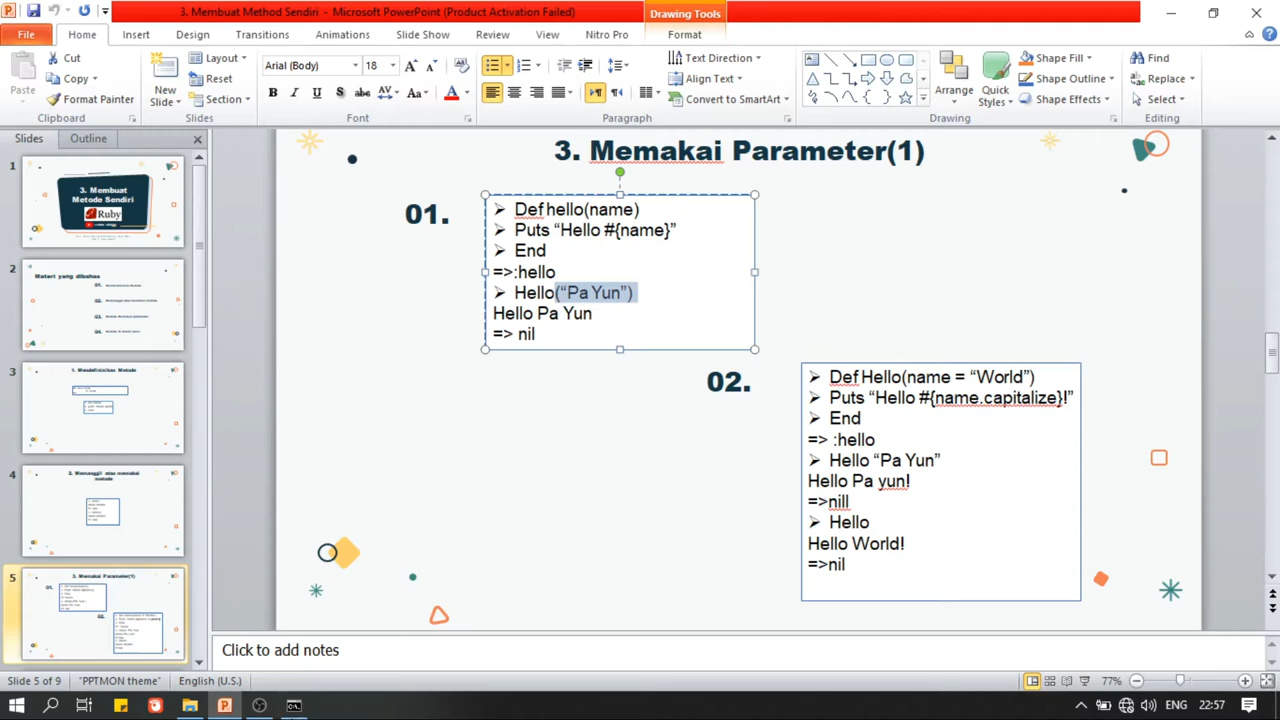 3. Membuat Method Sendiri - Microsoft PowerPoint (Product Activation Failed)
Drawing Tools
File
Home
Insert
Design
Transitions
Animations
Slide Show
Review
View
Nitro Pro
Format
Paste
Cut
Copy
Format Painter
Clipboard
New
Slide
Layout
Reset
Section
Slides
Arial (Body)
18
Font
Text Direction
Align Text
Convert to SmartArt
Paragraph
Arrange
Quick
Styles
Shape Fill
Shape Outline
Shape Effects
Drawing
Find
Replace
Select
Editing
Slides
Outline
1
3. Membuat
Metode Sendiri
Ruby
2
Materi yang dibahas
3
1. Mendefinisikan Metode
4
2. Memanggil atau memakai
metode
5
3. Memakai Parameter(1)
01.
02.
3. Memakai Parameter(1)
01.
Def hello(name)
Puts “Hello #{name}”
End
=>:hello
Hello(“Pa Yun”)
Hello Pa Yun
=> nil
02.
Def Hello(name = “World”)
Puts “Hello #{name.capitalize}!”
End
=> :hello
Hello “Pa Yun”
Hello Pa yun!
=>nill
Hello
Hello World!
=>nil
Click to add notes
Slide 5 of 9
"PPTMON theme"
English (U.S.)
77%
ENG
22:57